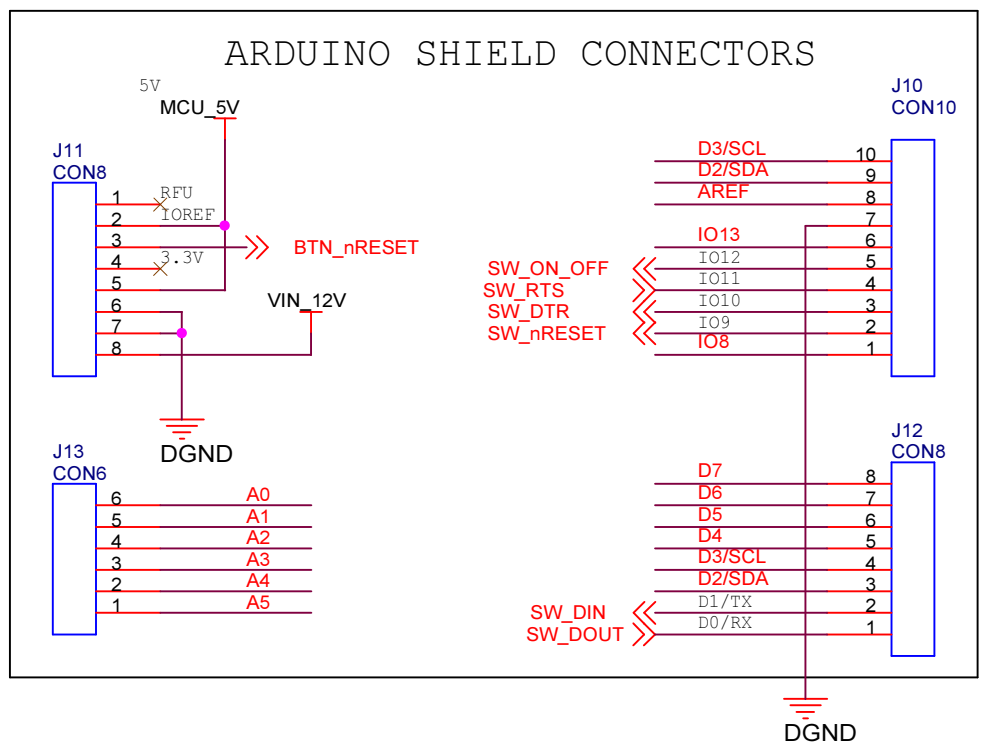 ARDUINO SHIELD CONNECTORS
5V
MCU_5V
J11
CON8
1 RFU
2 IOREF
3 BTN_nRESET
4 3.3V
5
6
7
8
VIN_12V
DGND
J13
CON6
6 A0
5 A1
4 A2
3 A3
2 A4
1 A5
J10
CON10
D3/SCL 10
D2/SDA 9
AREF 8
7
IO13 6
SW_ON_OFF IO12 5
SW_RTS IO11 4
SW_DTR IO10 3
SW_nRESET IO9 2
IO8 1
J12
CON8
D7 8
D6 7
D5 6
D4 5
D3/SCL 4
D2/SDA 3
SW_DIN D1/TX 2
SW_DOUT D0/RX 1
DGND